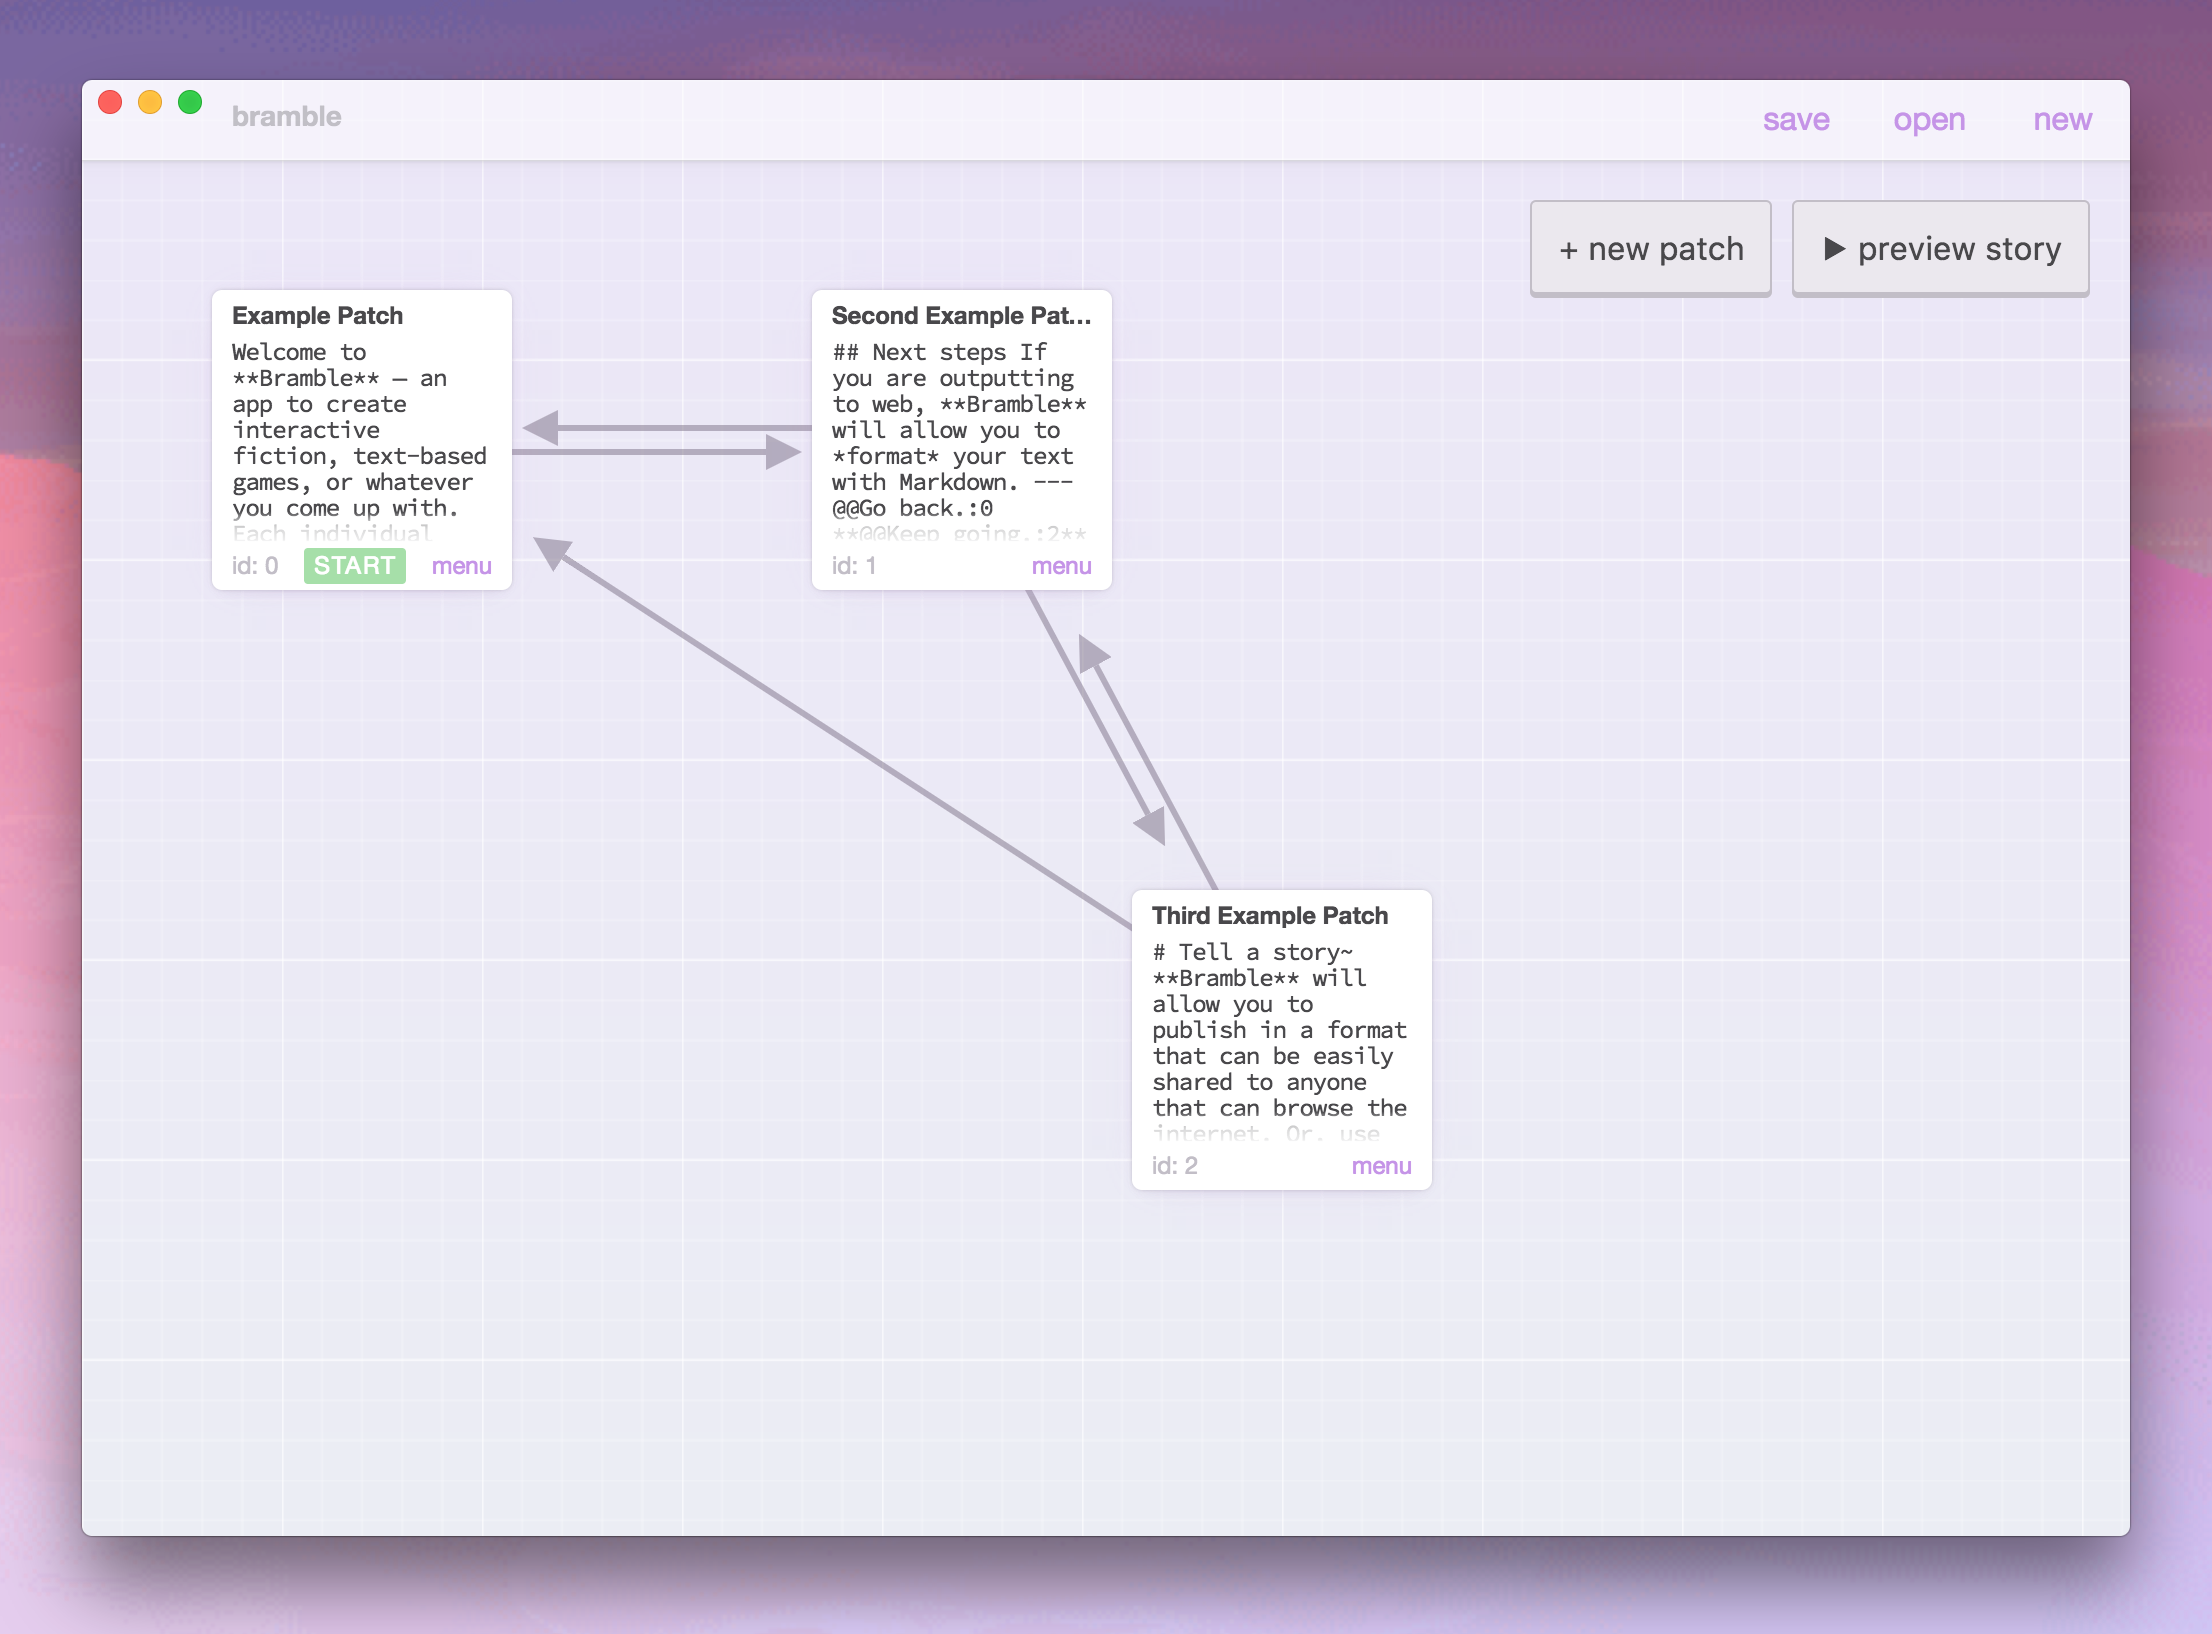 bramble
save open new
+ new patch ▶ preview story
Example Patch
Welcome to
**Bramble** — an
app to create
interactive
fiction, text-based
games, or whatever
you come up with.
Each individual
id: 0 START menu
Second Example Pat...
## Next steps If
you are outputting
to web, **Bramble**
will allow you to
*format* your text
with Markdown. ---
@@Go back.:0
**@@Keep going.:2**
id: 1 menu
Third Example Patch
# Tell a story~
**Bramble** will
allow you to
publish in a format
that can be easily
shared to anyone
that can browse the
internet. Or, use
id: 2 menu